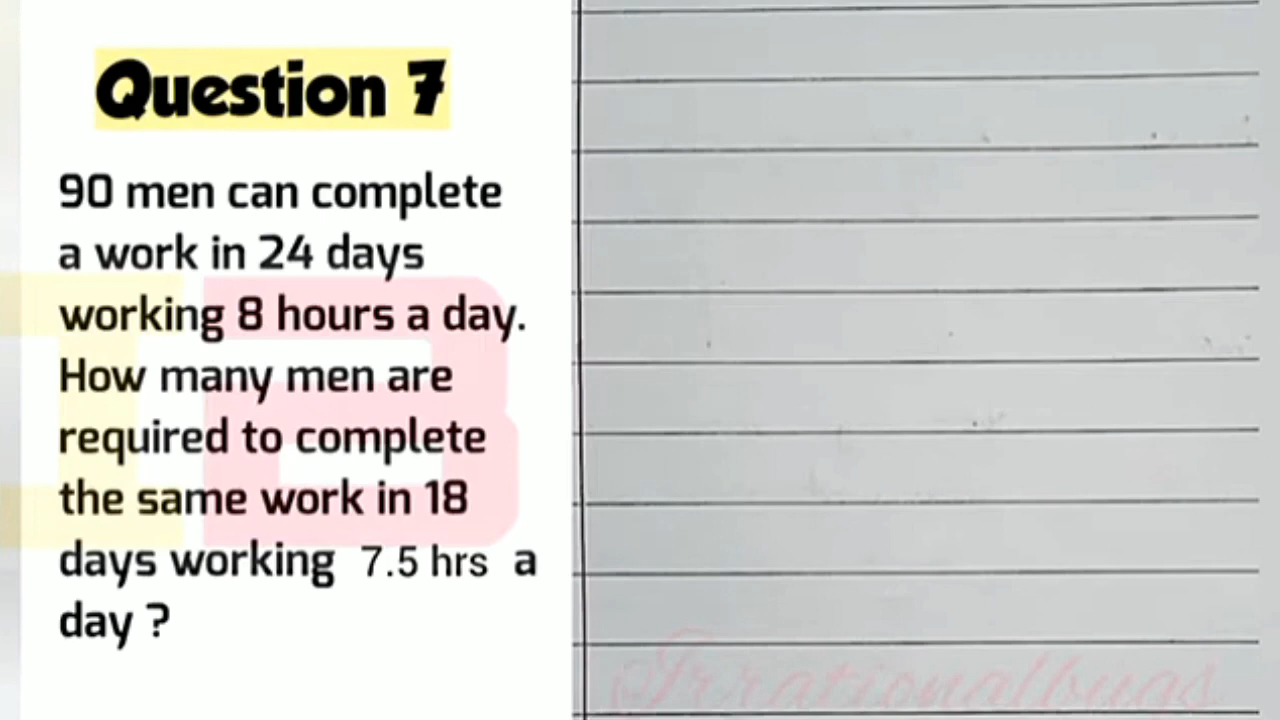 Question 7
90 men can complete
a work in 24 days
working 8 hours a day.
How many men are
required to complete
the same work in 18
days working 7.5 hrs a
day ?
Irrationalbugs